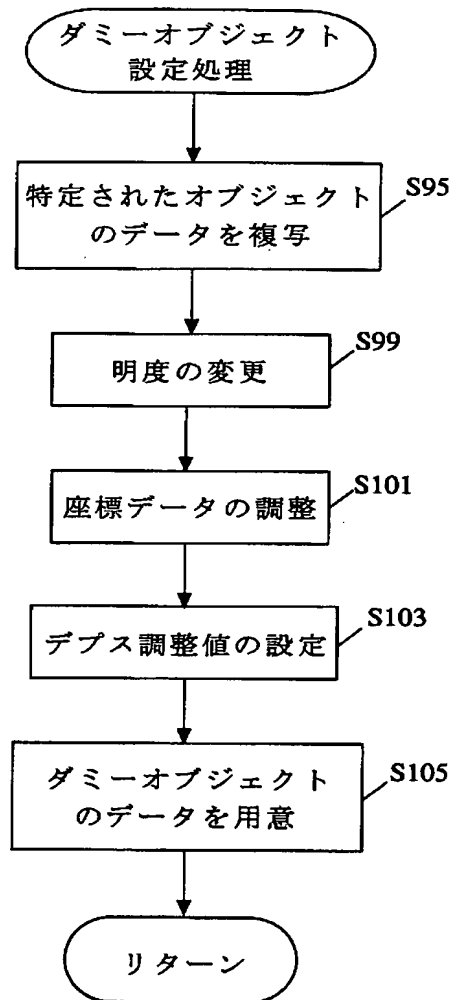 ダミーオブジェクト
設定処理
特定されたオブジェクト
のデータを複写
S95
S99
明度の変更
S101
座標データの調整
S103
デプス調整値の設定
ダミーオブジェクト
のデータを用意
S105
リターン